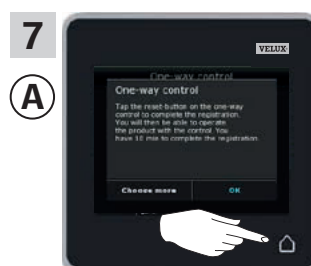 7
VELUX
A
One-way control
One-way control
Tap the reset-button on the one-way
control to complete the registration.
You will then be able to operate
the product with the control. You
have 10 min to complete the registration.
Choose more OK